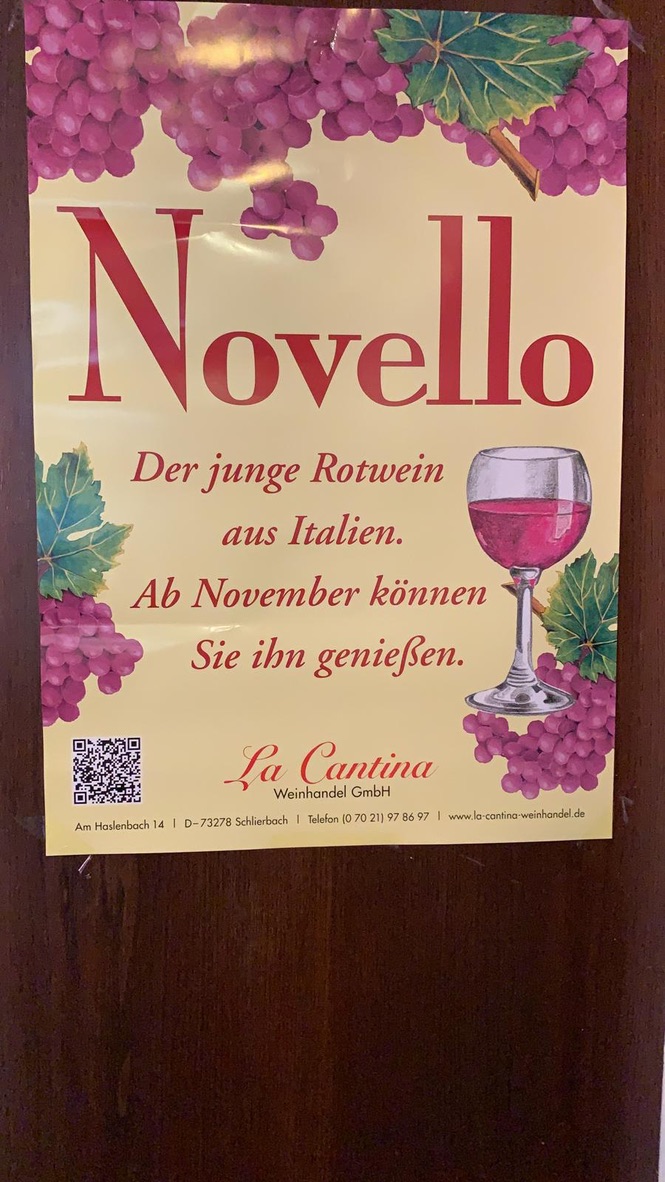 Novello
Der junge Rotwein
aus Italien.
Ab November können
Sie ihn genießen.
La Cantina
Weinhandel GmbH
Am Haslenbach 14 | D-73278 Schlierbach | Telefon (0 70 21) 97 86 97 | www.la-cantina-weinhandel.de